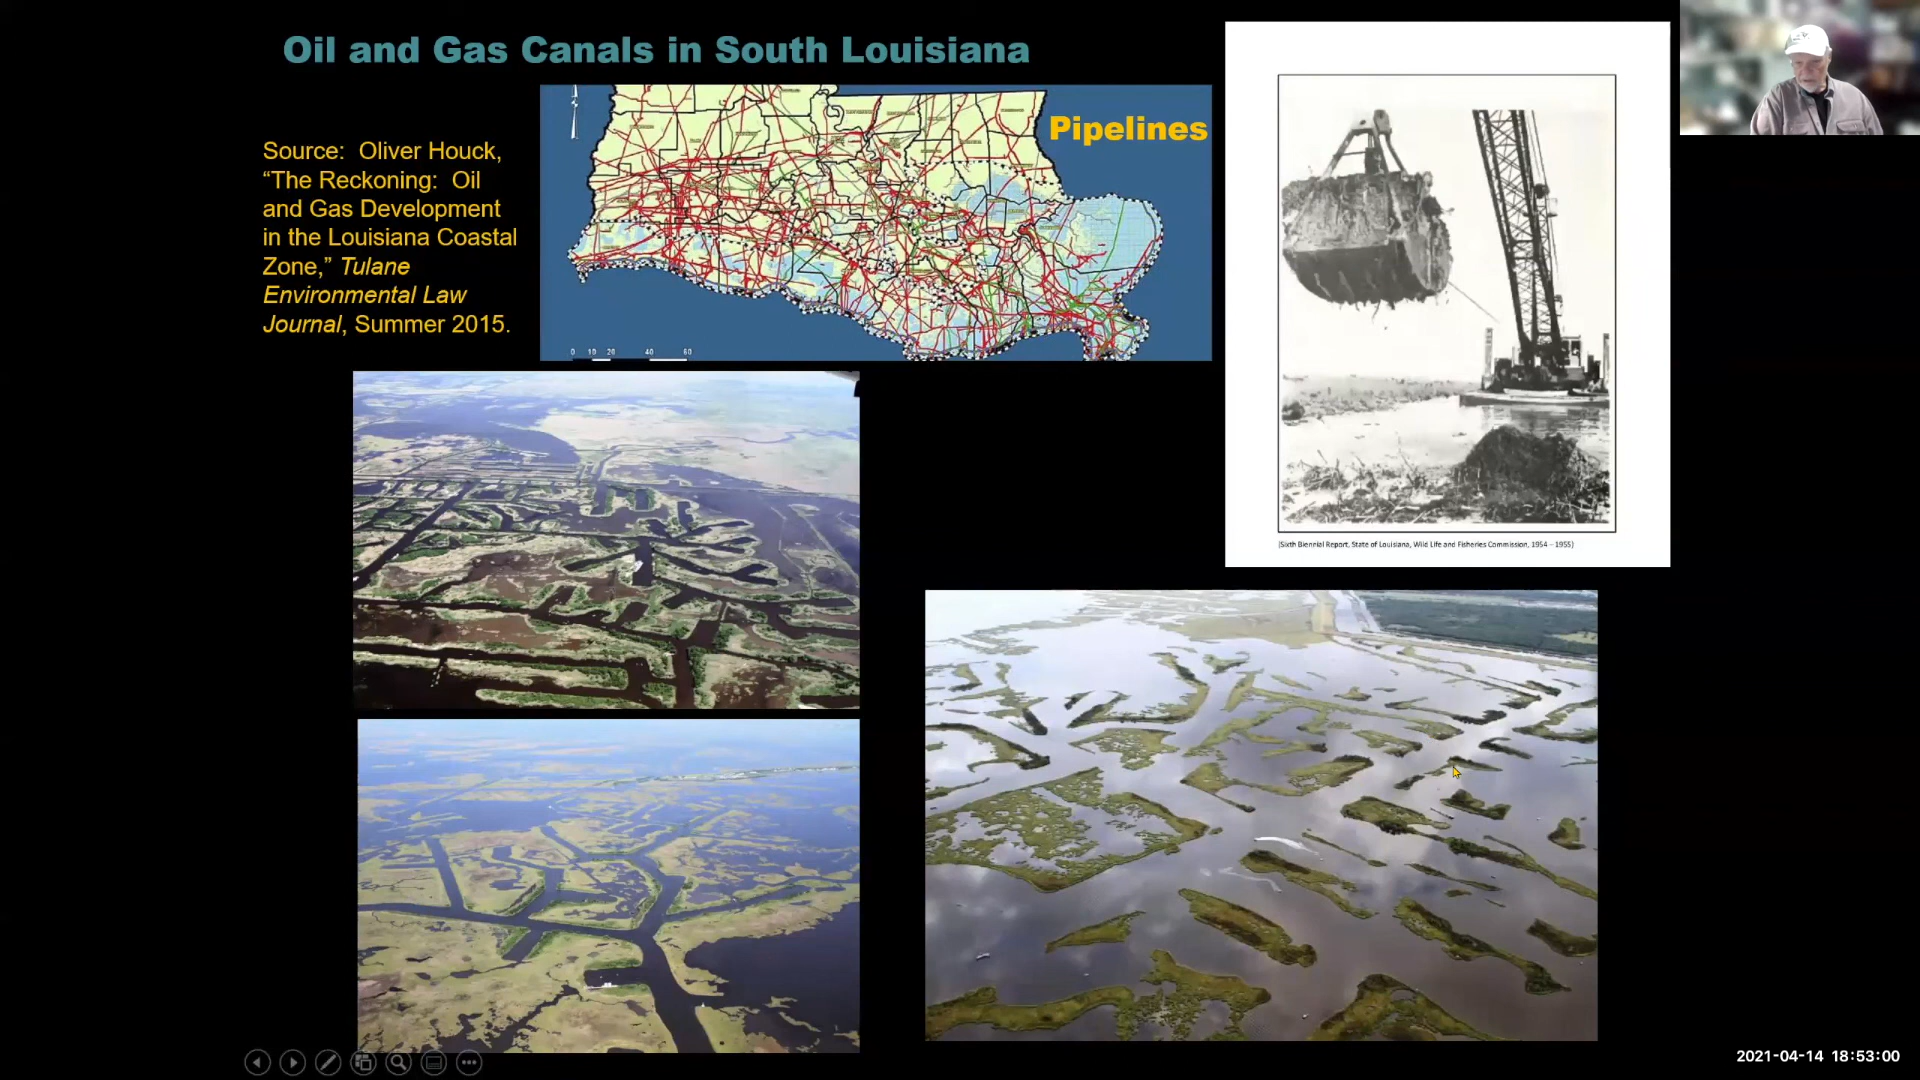 Oil and Gas Canals in South Louisiana
Source: Oliver Houck,
“The Reckoning: Oil
and Gas Development
in the Louisiana Coastal
Zone,” Tulane
Environmental Law
Journal, Summer 2015.
Pipelines
0 10 20 40 60
(Sixth Biennial Report, State of Louisiana, Wild Life and Fisheries Commission, 1954 – 1955)
2021-04-14 18:53:00